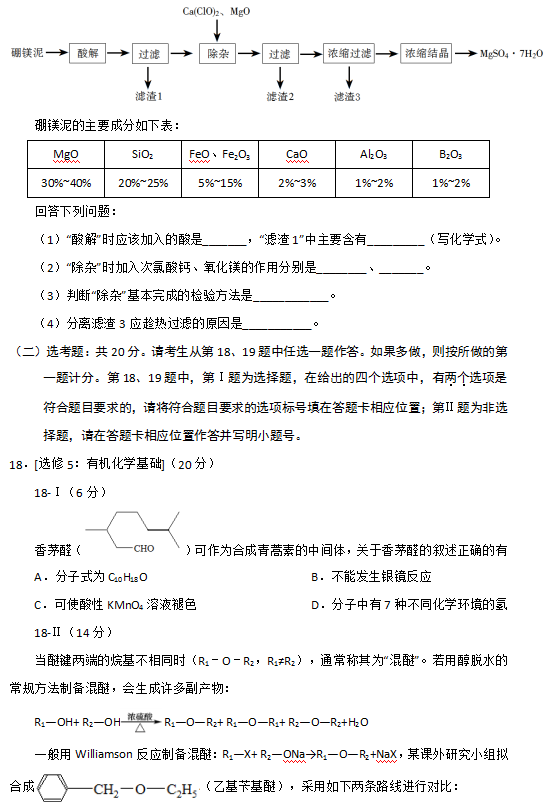 Ca(ClO)₂、MgO
硼镁泥 酸解 过滤 除杂 过滤 浓缩过滤 浓缩结晶 MgSO₄·7H₂O
滤渣1 滤渣2 滤渣3
硼镁泥的主要成分如下表:
MgO SiO₂ FeO、Fe₂O₃ CaO Al₂O₃ B₂O₃
30%~40% 20%~25% 5%~15% 2%~3% 1%~2% 1%~2%
回答下列问题:
(1)“酸解”时应该加入的酸是_______,“滤渣1”中主要含有_________(写化学式)。
(2)“除杂”时加入次氯酸钙、氧化镁的作用分别是________、_______。
(3)判断“除杂”基本完成的检验方法是____________。
(4)分离滤渣3应趁热过滤的原因是___________。
(二)选考题:共20分。请考生从第18、19题中任选一题作答。如果多做,则按所做的第
一题计分。第18、19题中,第Ⅰ题为选择题,在给出的四个选项中,有两个选项是
符合题目要求的,请将符合题目要求的选项标号填在答题卡相应位置;第Ⅱ题为非选
择题,请在答题卡相应位置作答并写明小题号。
18.[选修5:有机化学基础](20分)
18-Ⅰ(6分)
香茅醛( CHO )可作为合成青蒿素的中间体,关于香茅醛的叙述正确的有
A.分子式为C₁₀H₁₈O B.不能发生银镜反应
C.可使酸性KMnO₄溶液褪色 D.分子中有7种不同化学环境的氢
18-Ⅱ(14分)
当醚键两端的烷基不相同时(R₁-O-R₂,R₁≠R₂),通常称其为“混醚”。若用醇脱水的
常规方法制备混醚,会生成许多副产物:
R₁—OH+ R₂—OH 浓硫酸 △ R₁—O—R₂+ R₁—O—R₁+ R₂—O—R₂+H₂O
一般用Williamson反应制备混醚:R₁—X+ R₂—ONa→R₁—O—R₂+NaX,某课外研究小组拟
合成 CH₂—O—C₂H₅(乙基苄基醚),采用如下两条路线进行对比: